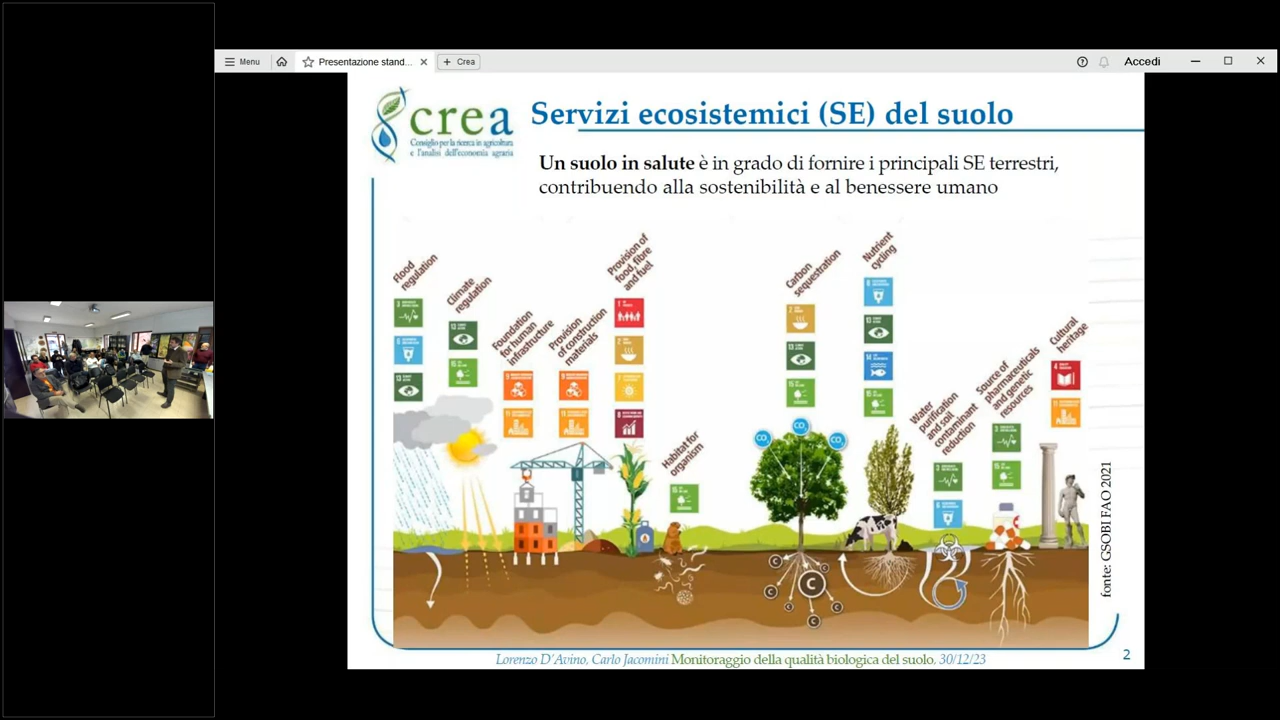 Menu
Presentazione stand...
Crea
Accedi
crea
Consiglio per la ricerca in agricoltura
e l'analisi dell'economia agraria
Servizi ecosistemici (SE) del suolo
Un suolo in salute è in grado di fornire i principali SE terrestri,
contribuendo alla sostenibilità e al benessere umano
Flood
regulation
Climate
regulation
Foundation
for human
infrastructure
Provision
of construction
materials
Provision of
food, fibre
and fuel
Habitat for
organism
Carbon
sequestration
Nutrient
cycling
Water
purification
and soil
contaminant
reduction
Source of
pharmaceuticals
and genetic
resources
Cultural
heritage
CO2
CO2
CO2
C
C
C
C
C
C
C
fonte: GSOBI FAO 2021
Lorenzo D'Avino, Carlo Jacomini Monitoraggio della qualità biologica del suolo, 30/12/23
2